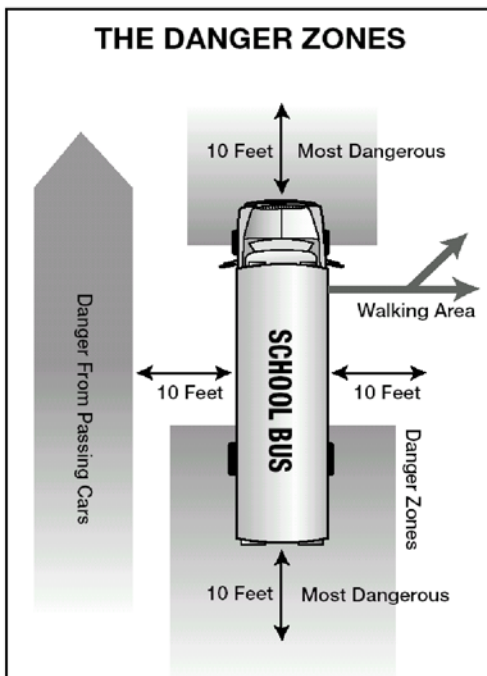 THE DANGER ZONES
10 Feet
Most Dangerous
Walking Area
Danger From Passing Cars
SCHOOL BUS
10 Feet
10 Feet
Danger Zones
10 Feet
Most Dangerous